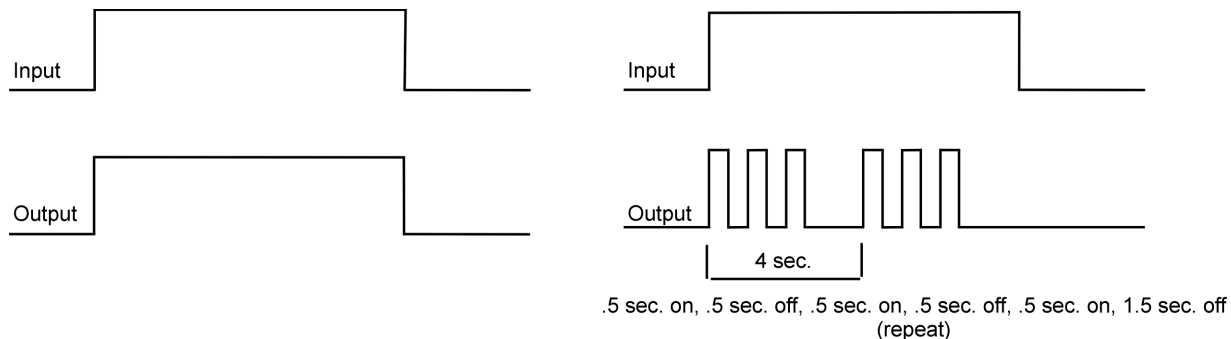 Input
Output
Input
Output
4 sec.
.5 sec. on, .5 sec. off, .5 sec. on, .5 sec. off, .5 sec. on, 1.5 sec. off
(repeat)